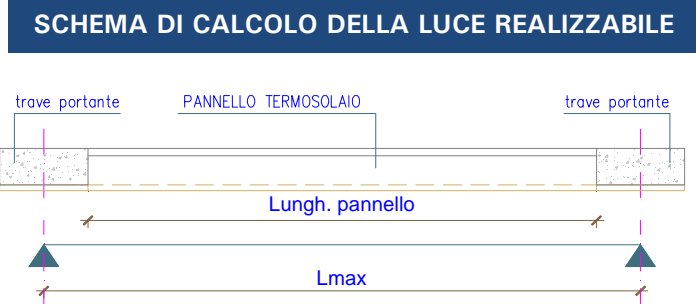 SCHEMA DI CALCOLO DELLA LUCE REALIZZABILE
trave portante PANNELLO TERMOSOLAIO trave portante
Lungh. pannello
Lmax